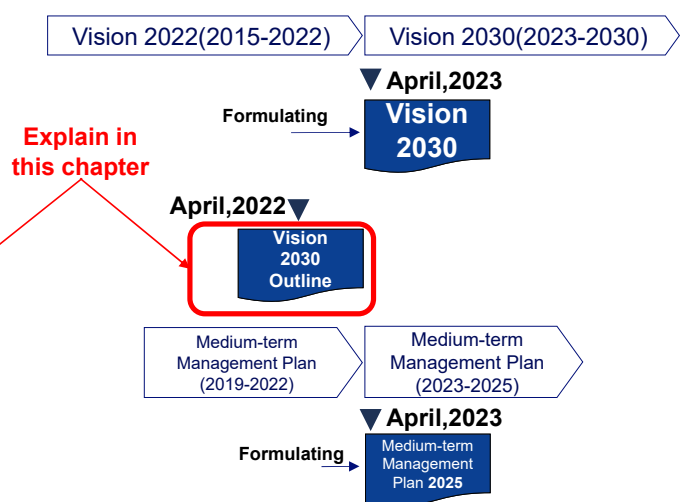 Vision 2022(2015-2022)
Vision 2030(2023-2030)
April,2023
Formulating
Vision
2030
Explain in
this chapter
April,2022
Vision
2030
Outline
Medium-term
Management Plan
(2019-2022)
Medium-term
Management Plan
(2023-2025)
April,2023
Formulating
Medium-term
Management
Plan 2025